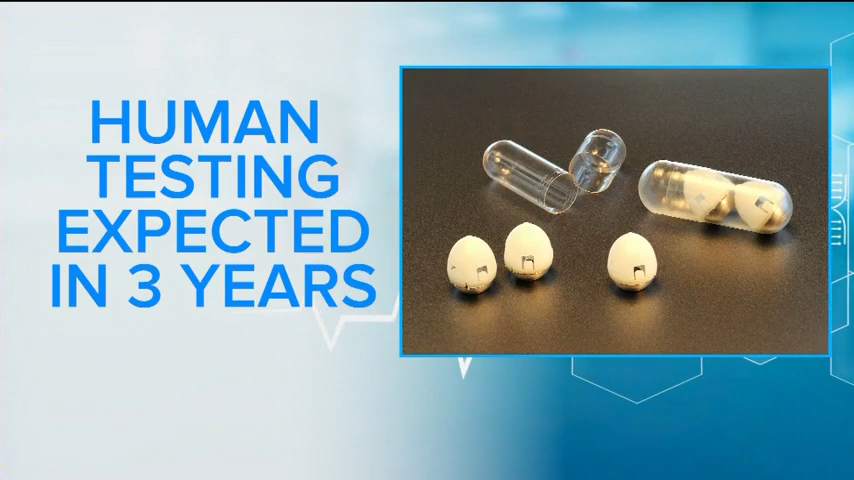 HUMAN
TESTING
EXPECTED
IN 3 YEARS